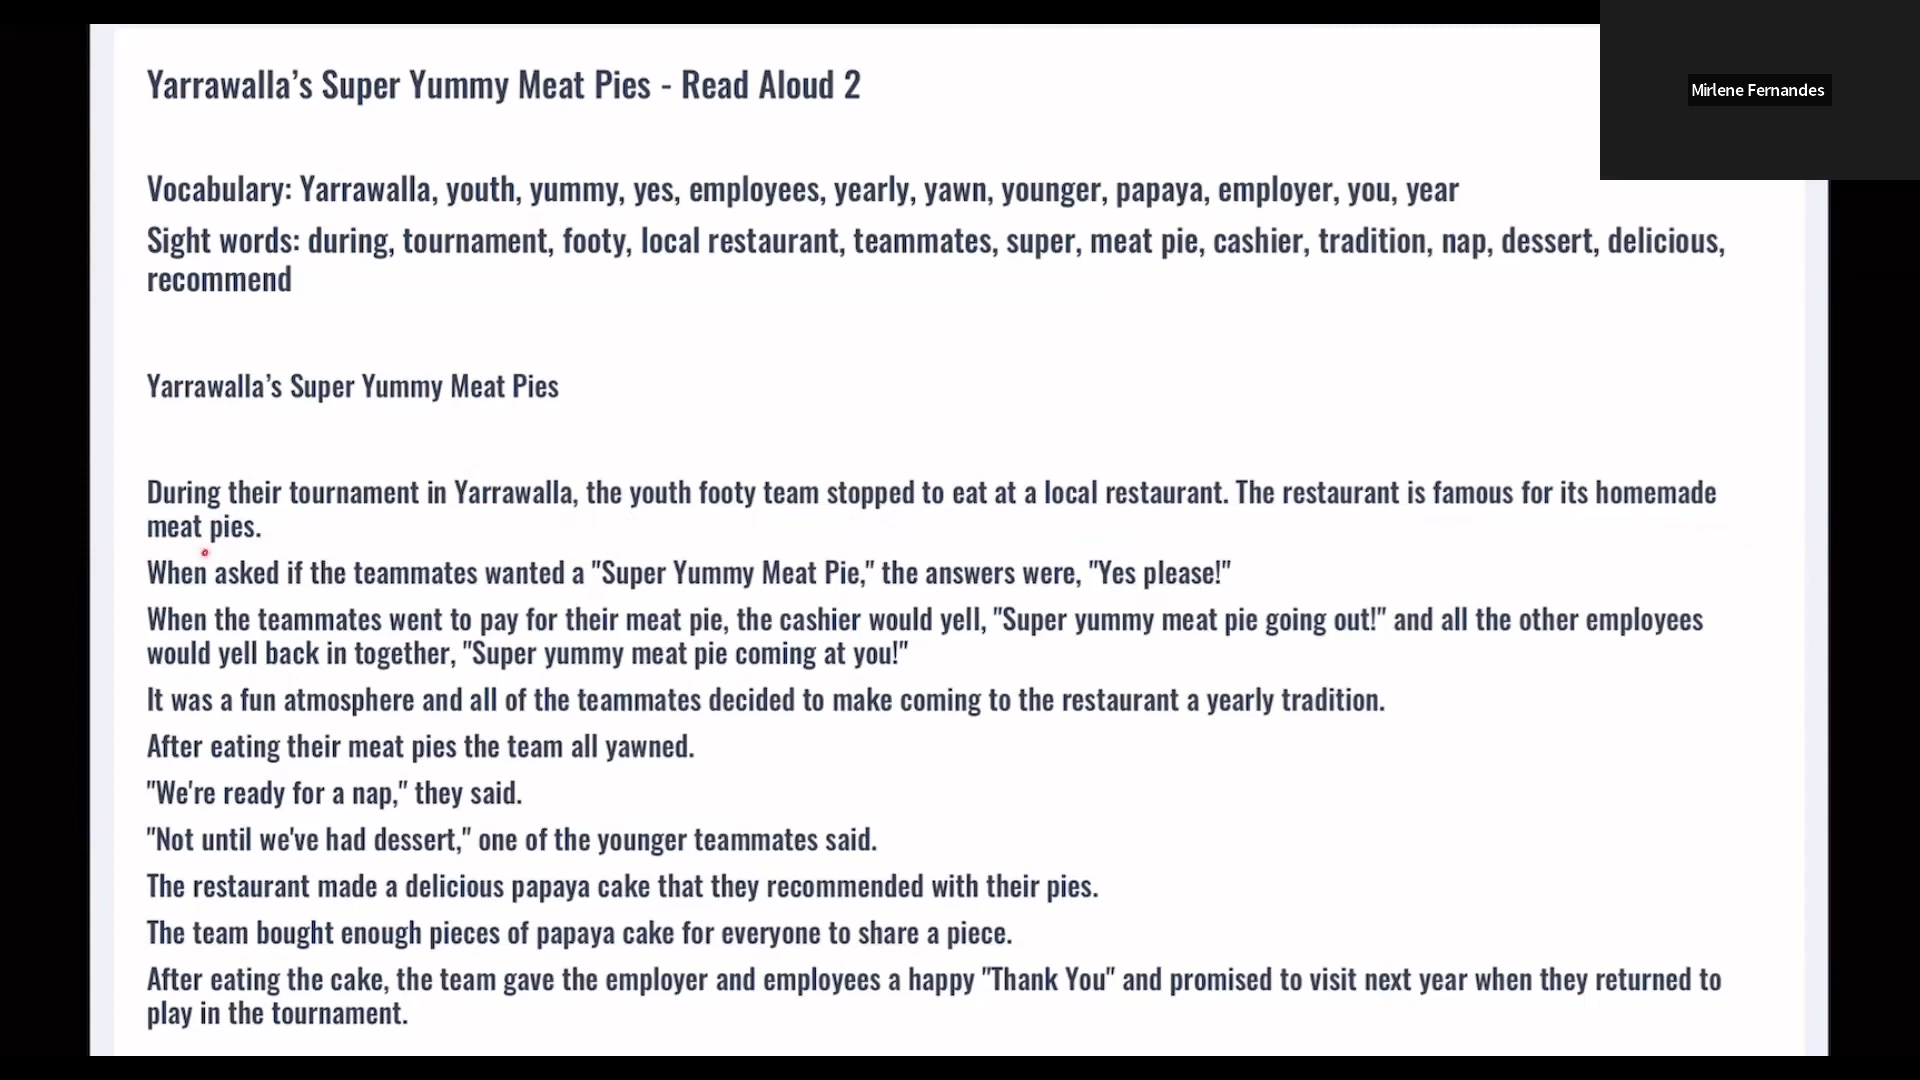 Yarrawalla’s Super Yummy Meat Pies - Read Aloud 2
Mirlene Fernandes
Vocabulary: Yarrawalla, youth, yummy, yes, employees, yearly, yawn, younger, papaya, employer, you, year
Sight words: during, tournament, footy, local restaurant, teammates, super, meat pie, cashier, tradition, nap, dessert, delicious,
recommend
Yarrawalla’s Super Yummy Meat Pies
During their tournament in Yarrawalla, the youth footy team stopped to eat at a local restaurant. The restaurant is famous for its homemade
meat pies.
When asked if the teammates wanted a "Super Yummy Meat Pie," the answers were, "Yes please!"
When the teammates went to pay for their meat pie, the cashier would yell, "Super yummy meat pie going out!" and all the other employees
would yell back in together, "Super yummy meat pie coming at you!"
It was a fun atmosphere and all of the teammates decided to make coming to the restaurant a yearly tradition.
After eating their meat pies the team all yawned.
"We're ready for a nap," they said.
"Not until we've had dessert," one of the younger teammates said.
The restaurant made a delicious papaya cake that they recommended with their pies.
The team bought enough pieces of papaya cake for everyone to share a piece.
After eating the cake, the team gave the employer and employees a happy "Thank You" and promised to visit next year when they returned to
play in the tournament.